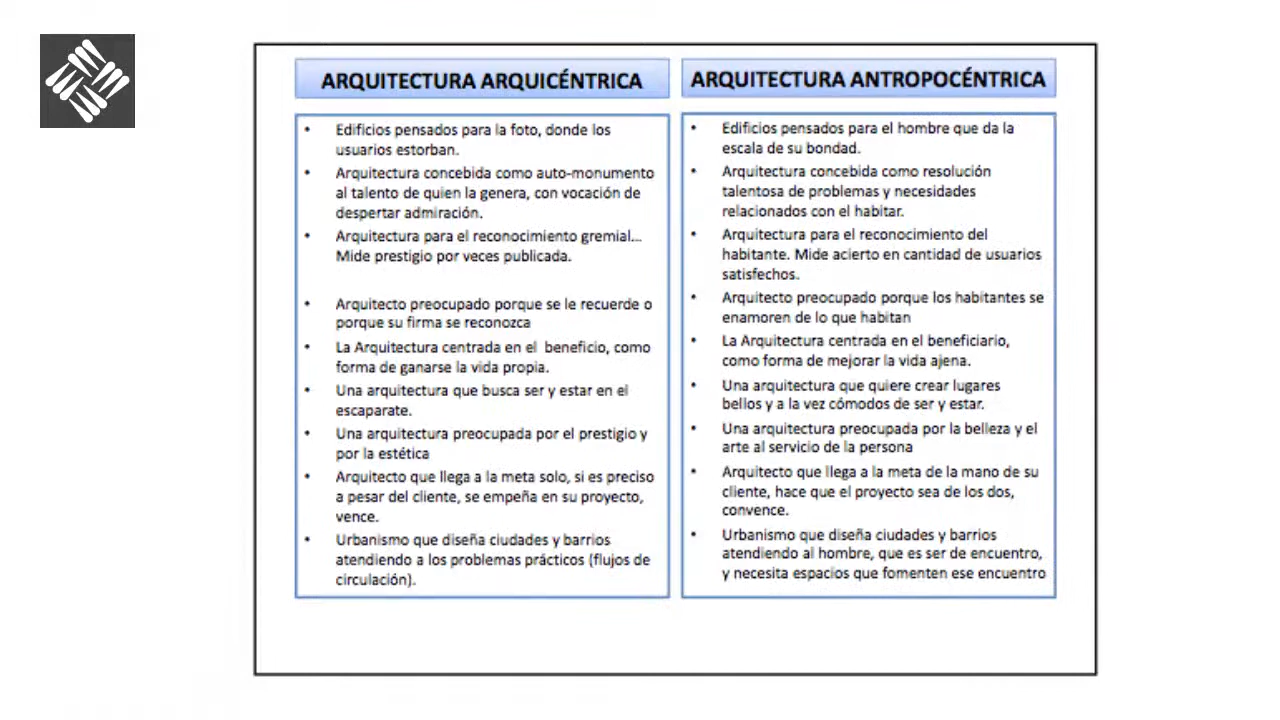 ARQUITECTURA ARQUICÉNTRICA
• Edificios pensados para la foto, donde los
usuarios estorban.
• Arquitectura concebida como auto-monumento
al talento de quien la genera, con vocación de
despertar admiración.
• Arquitectura para el reconocimiento gremial...
Mide prestigio por veces publicada.
• Arquitecto preocupado porque se le recuerde o
porque su firma se reconozca
• La Arquitectura centrada en el beneficio, como
forma de ganarse la vida propia.
• Una arquitectura que busca ser y estar en el
escaparate.
• Una arquitectura preocupada por el prestigio y
por la estética
• Arquitecto que llega a la meta solo, si es preciso
a pesar del cliente, se empeña en su proyecto,
vence.
• Urbanismo que diseña ciudades y barrios
atendiendo a los problemas prácticos (flujos de
circulación).
ARQUITECTURA ANTROPOCÉNTRICA
• Edificios pensados para el hombre que da la
escala de su bondad.
• Arquitectura concebida como resolución
talentosa de problemas y necesidades
relacionados con el habitar.
• Arquitectura para el reconocimiento del
habitante. Mide acierto en cantidad de usuarios
satisfechos.
• Arquitecto preocupado porque los habitantes se
enamoren de lo que habitan
• La Arquitectura centrada en el beneficiario,
como forma de mejorar la vida ajena.
• Una arquitectura que quiere crear lugares
bellos y a la vez cómodos de ser y estar.
• Una arquitectura preocupada por la belleza y el
arte al servicio de la persona
• Arquitecto que llega a la meta de la mano de su
cliente, hace que el proyecto sea de los dos,
convence.
• Urbanismo que diseña ciudades y barrios
atendiendo al hombre, que es ser de encuentro,
y necesita espacios que fomenten ese encuentro